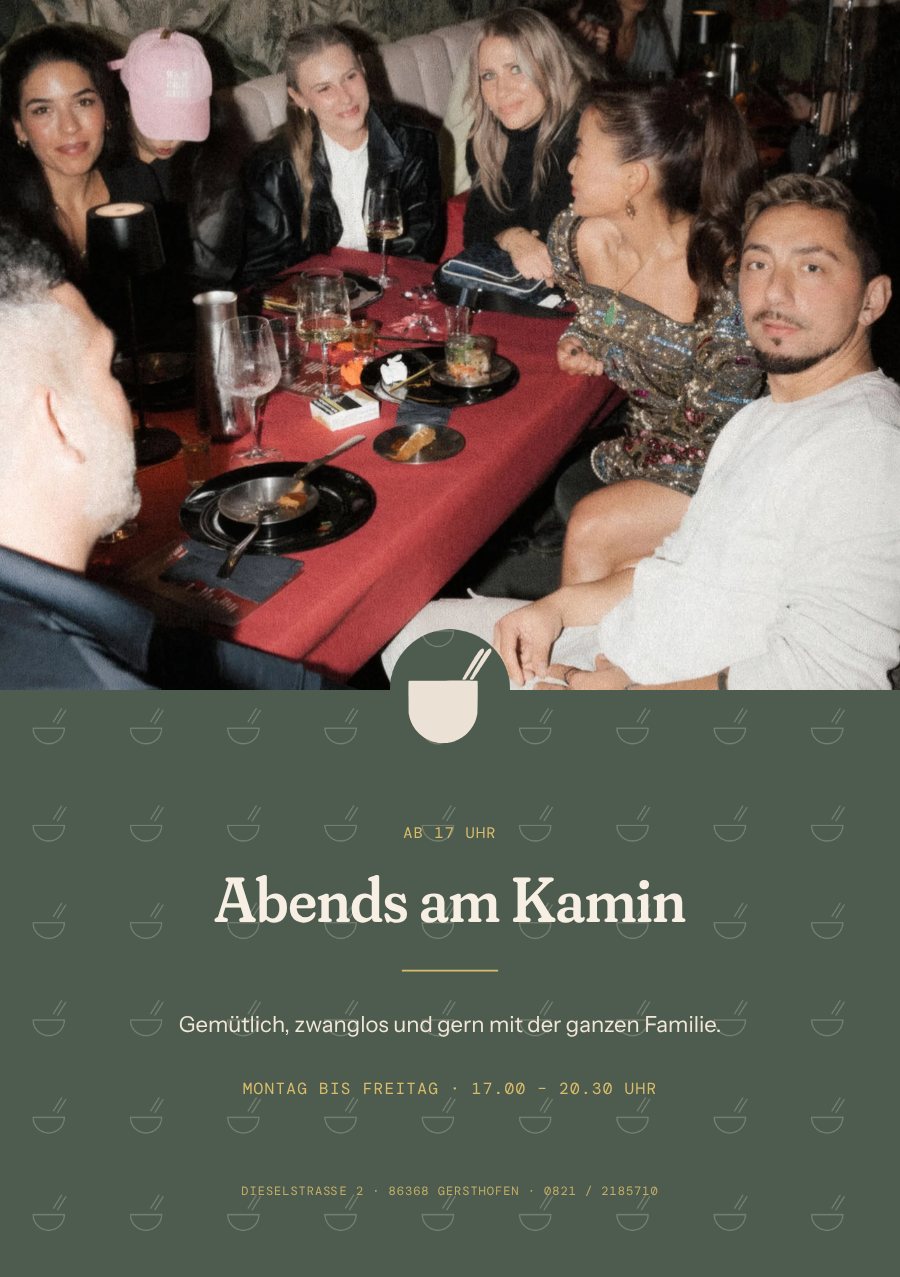 AB 17 UHR
Abends am Kamin
Gemütlich, zwanglos und gern mit der ganzen Familie.
MONTAG BIS FREITAG · 17.00 – 20.30 UHR
DIESELSTRASSE 2 · 86368 GERSTHOFEN · 0821 / 2185710